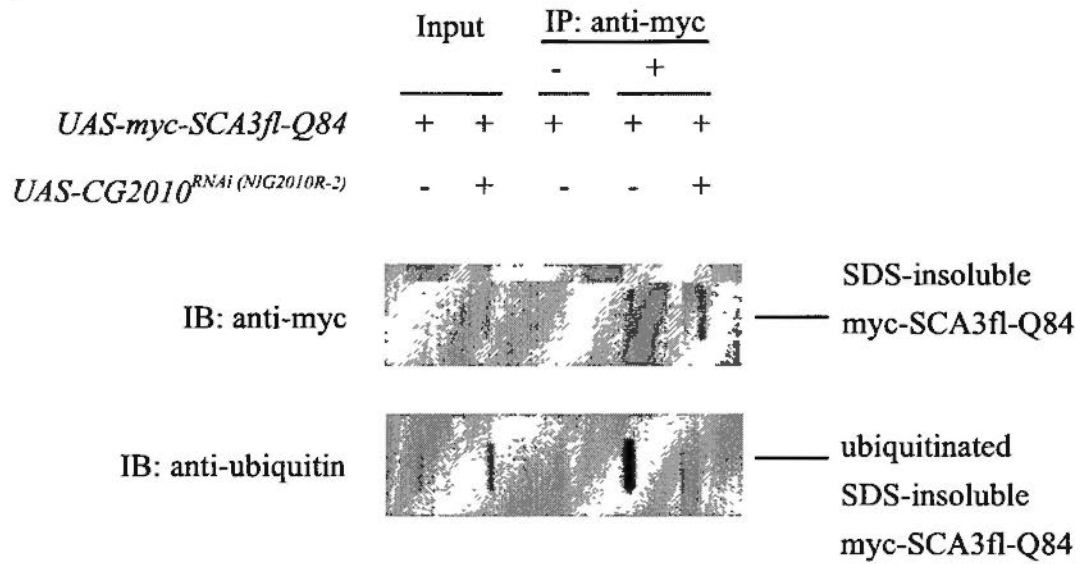 Input
IP: anti-myc
- +
UAS-myc-SCA3fl-Q84 + + + + +
UAS-CG2010RNAi (NIG2010R-2) - + - - +
IB: anti-myc
SDS-insoluble
myc-SCA3fl-Q84
IB: anti-ubiquitin
ubiquitinated
SDS-insoluble
myc-SCA3fl-Q84